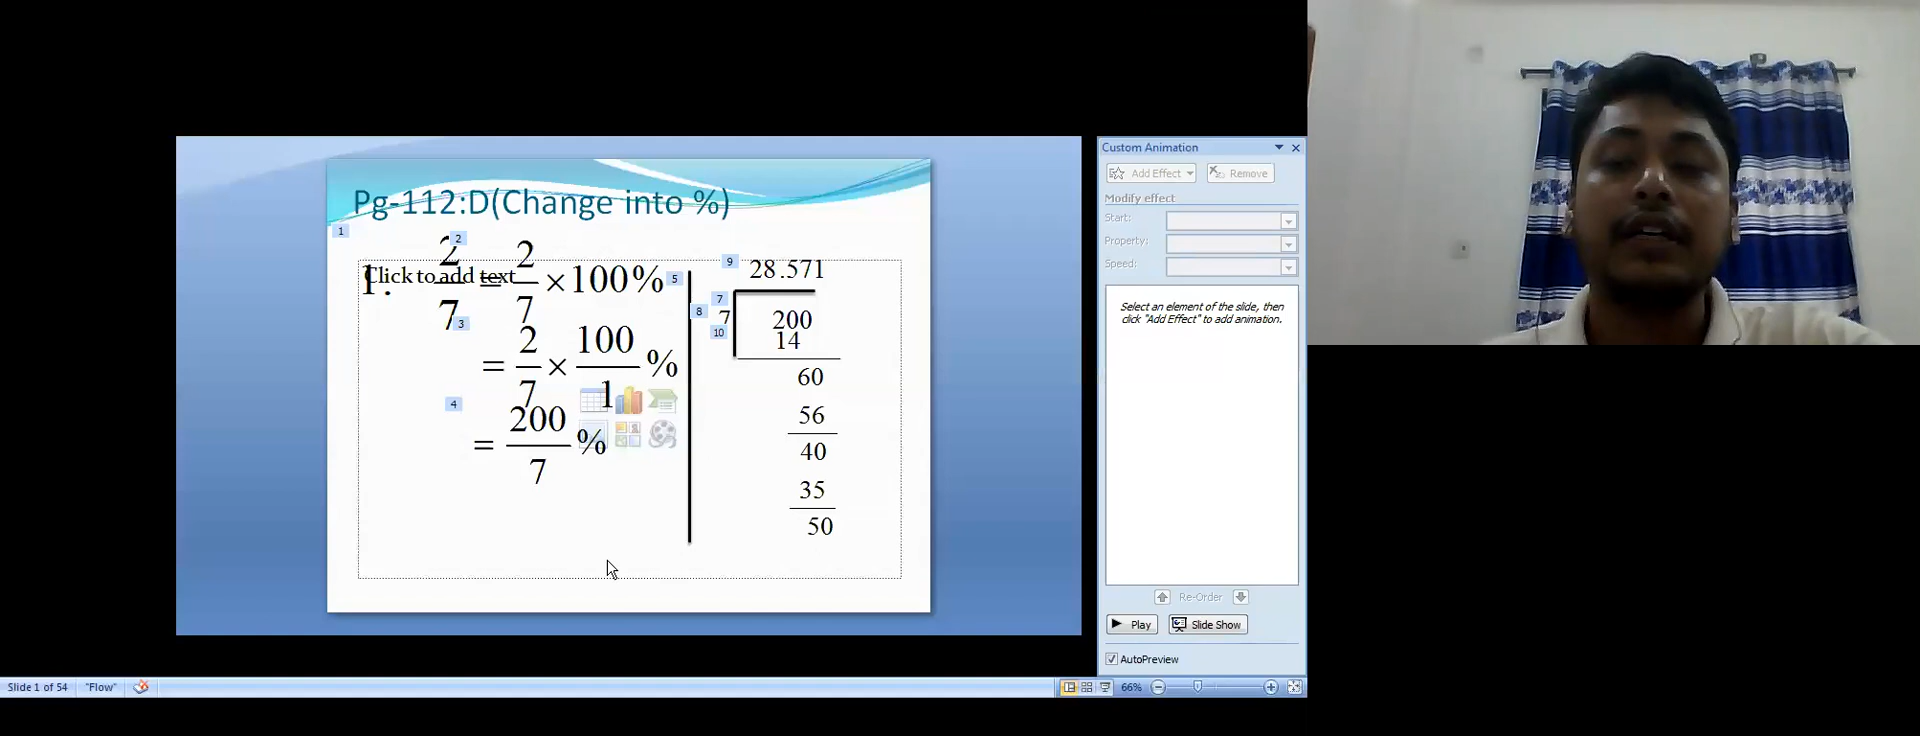 Pg-112:D(Change into %)
1
2
Click to add text
1. 2/7 = 2/7 ×100%
3
= 2/7 × 100/1 %
4
= 200/7 %
5
9
28.571
7
8
7
200
10
14
60
56
40
35
50
Custom Animation
Add Effect
Remove
Modify effect
Start:
Property:
Speed:
Select an element of the slide, then
click "Add Effect" to add animation.
Re-Order
Play
Slide Show
AutoPreview
Slide 1 of 54
"Flow"
66%